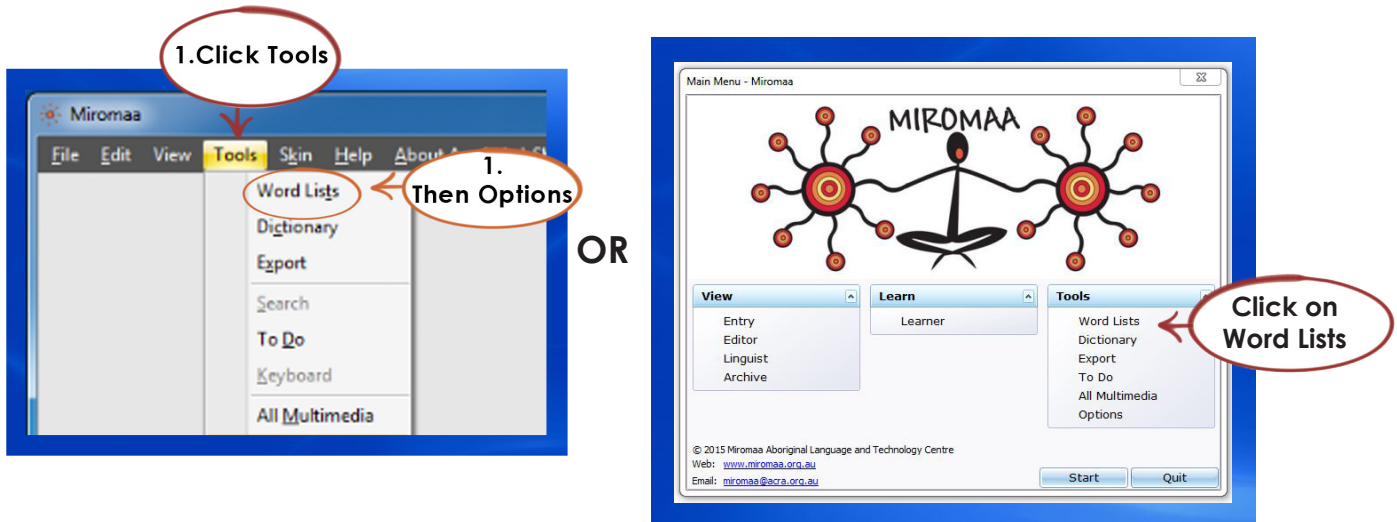 1.Click Tools
Miromaa
File Edit View Tools Skin Help About
Word Lists
Dictionary
Export
Search
To Do
Keyboard
All Multimedia
1.
Then Options
OR
Main Menu - Miromaa
MIROMAA
View
Entry
Editor
Linguist
Archive
Learn
Learner
Tools
Word Lists
Dictionary
Export
To Do
All Multimedia
Options
Click on
Word Lists
© 2015 Miromaa Aboriginal Language and Technology Centre
Web: www.miromaa.org.au
Email: miromaa@acra.org.au
Start Quit